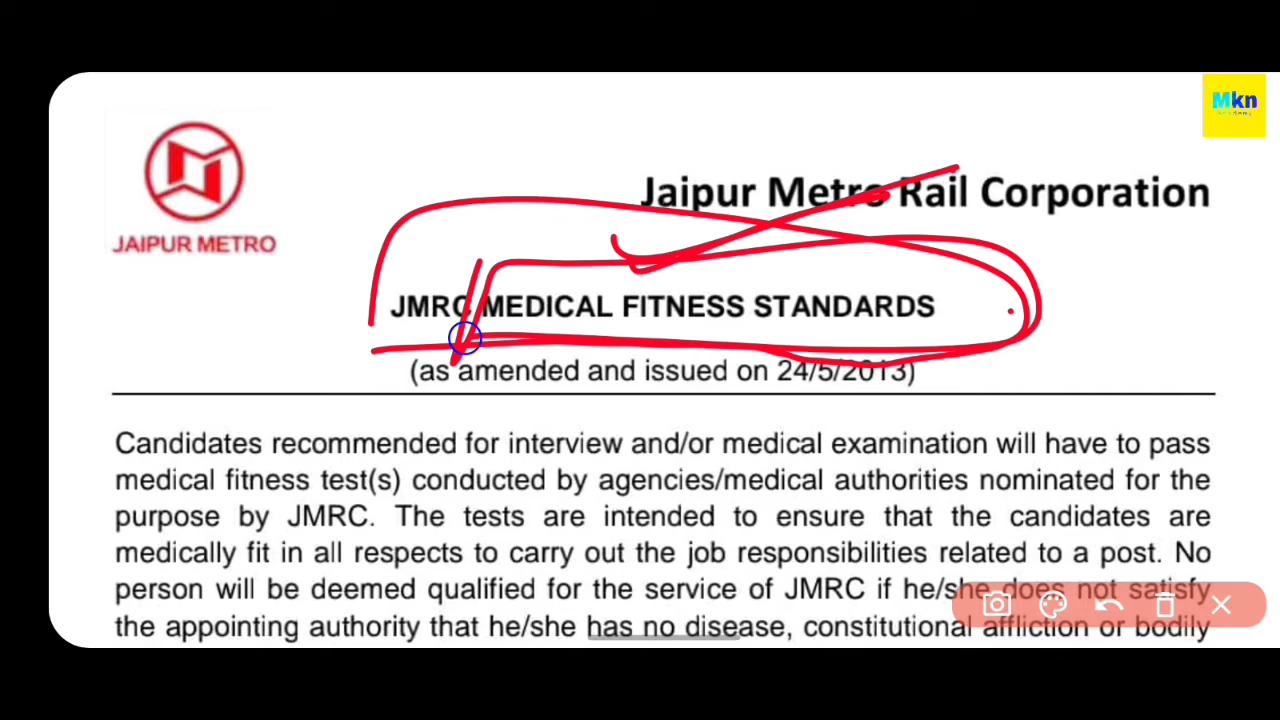 Mkn
Academy
JAIPUR METRO
Jaipur Metro Rail Corporation
JMRC MEDICAL FITNESS STANDARDS
(as amended and issued on 24/5/2013)
Candidates recommended for interview and/or medical examination will have to pass
medical fitness test(s) conducted by agencies/medical authorities nominated for the
purpose by JMRC. The tests are intended to ensure that the candidates are
medically fit in all respects to carry out the job responsibilities related to a post. No
person will be deemed qualified for the service of JMRC if he/she does not satisfy
the appointing authority that he/she has no disease, constitutional affliction or bodily